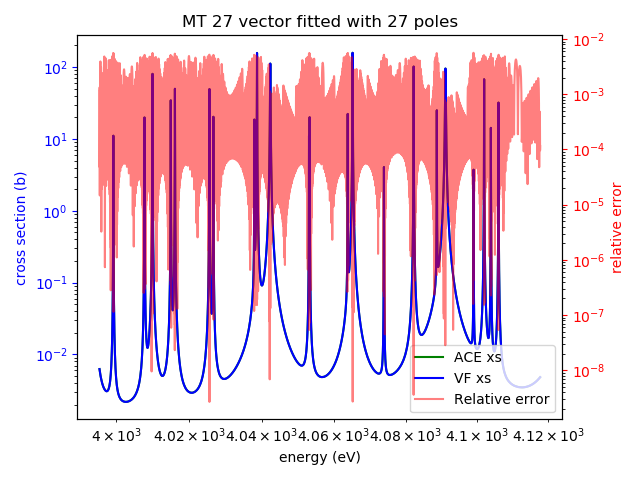 MT 27 vector fitted with 27 poles
cross section (b)
10²
10¹
10⁰
10⁻¹
10⁻²
10⁻²
10⁻³
10⁻⁴
10⁻⁵
10⁻⁶
10⁻⁷
10⁻⁸
relative error
ACE xs
VF xs
Relative error
4 × 10³ 4.02 × 10³ 4.04 × 10³ 4.06 × 10³ 4.08 × 10³ 4.1 × 10³ 4.12 × 10³
energy (eV)